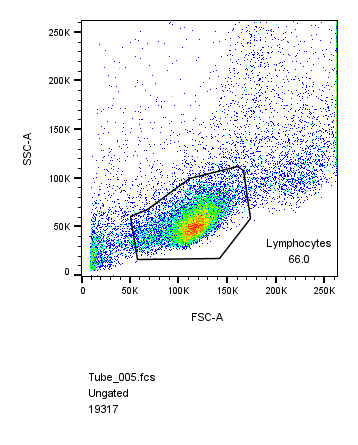 250K
200K
150K
100K
50K
0
SSC-A
Lymphocytes
66.0
0 50K 100K 150K 200K 250K
FSC-A
Tube_005.fcs
Ungated
19317